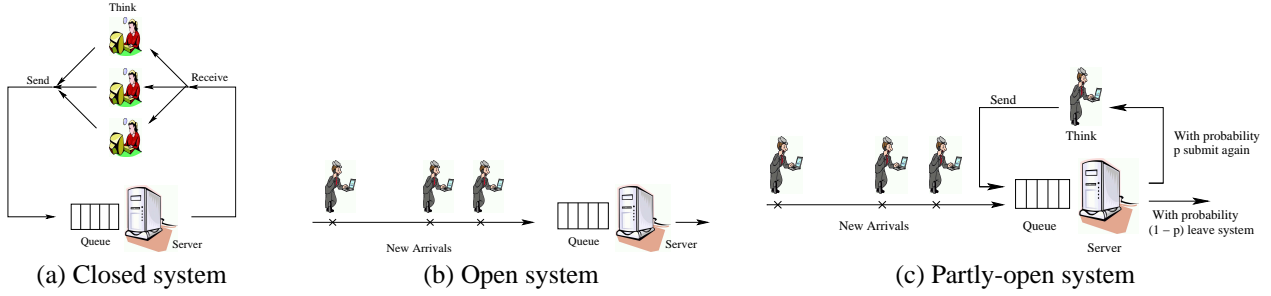 Think
Send
Receive
Queue
Server
(a) Closed system
New Arrivals
Queue
Server
(b) Open system
Send
Think
With probability
p submit again
New Arrivals
Queue
Server
With probability
(1 − p) leave system
(c) Partly-open system